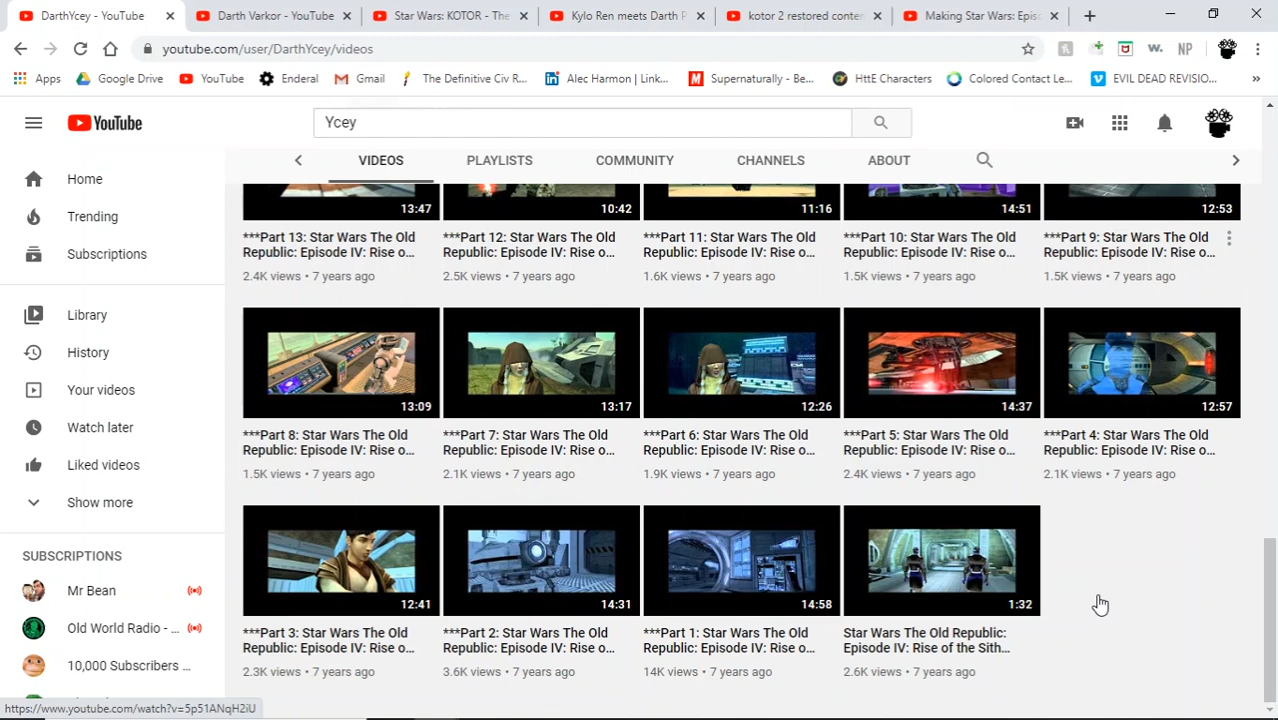 DarthYcey - YouTube
Darth Varkor - YouTube
Star Wars: KOTOR - The
Kylo Ren meets Darth P
kotor 2 restored conten
Making Star Wars: Epis
youtube.com/user/DarthYcey/videos
w.
NP
Apps
Google Drive
YouTube
Enderal
Gmail
The Definitive Civ R...
Alec Harmon | Link...
Supernaturally - Be...
HttE Characters
Colored Contact Le...
EVIL DEAD REVISIO...
YouTube
Ycey
VIDEOS
PLAYLISTS
COMMUNITY
CHANNELS
ABOUT
Home
Trending
Subscriptions
Library
History
Your videos
Watch later
Liked videos
Show more
SUBSCRIPTIONS
Mr Bean
Old World Radio - ...
10,000 Subscribers ...
13:47
10:42
11:16
14:51
12:53
***Part 13: Star Wars The Old
Republic: Episode IV: Rise o...
2.4K views • 7 years ago
***Part 12: Star Wars The Old
Republic: Episode IV: Rise o...
2.5K views • 7 years ago
***Part 11: Star Wars The Old
Republic: Episode IV: Rise o...
1.6K views • 7 years ago
***Part 10: Star Wars The Old
Republic: Episode IV: Rise o...
1.5K views • 7 years ago
***Part 9: Star Wars The Old
Republic: Episode IV: Rise o...
1.5K views • 7 years ago
13:09
13:17
12:26
14:37
12:57
***Part 8: Star Wars The Old
Republic: Episode IV: Rise o...
1.5K views • 7 years ago
***Part 7: Star Wars The Old
Republic: Episode IV: Rise o...
2.1K views • 7 years ago
***Part 6: Star Wars The Old
Republic: Episode IV: Rise o...
1.9K views • 7 years ago
***Part 5: Star Wars The Old
Republic: Episode IV: Rise o...
2.4K views • 7 years ago
***Part 4: Star Wars The Old
Republic: Episode IV: Rise o...
2.1K views • 7 years ago
12:41
14:31
14:58
1:32
***Part 3: Star Wars The Old
Republic: Episode IV: Rise o...
2.3K views • 7 years ago
***Part 2: Star Wars The Old
Republic: Episode IV: Rise o...
3.6K views • 7 years ago
***Part 1: Star Wars The Old
Republic: Episode IV: Rise o...
14K views • 7 years ago
Star Wars The Old Republic:
Episode IV: Rise of the Sith...
2.6K views • 7 years ago
https://www.youtube.com/watch?v=5p51ANqH2iU